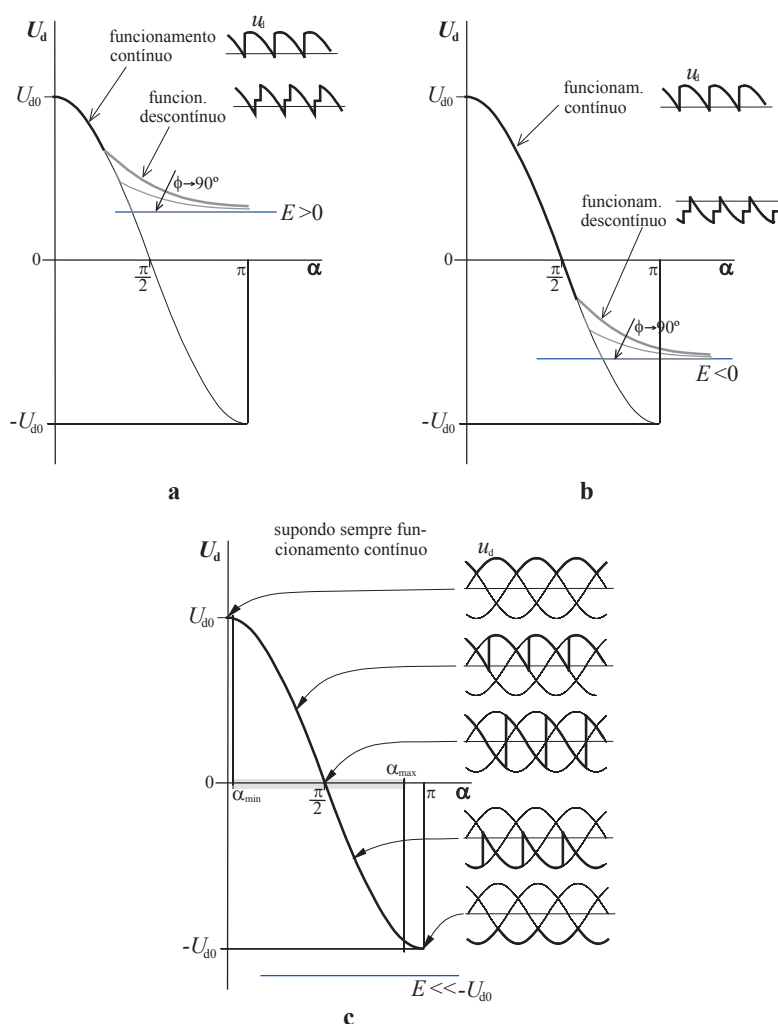 U_d
funcionamento
contínuo
u_d
U_d0
funcion.
descontínuo
ϕ→90º
E >0
0
π/2
π
α
-U_d0
a
U_d
u_d
funcionam.
contínuo
U_d0
funcionam.
descontínuo
0
π/2
π
α
ϕ→90º
E <0
-U_d0
b
supondo sempre fun-
cionamento contínuo
U_d
u_d
U_d0
0
α_min
π/2
α_max
π
α
-U_d0
E <<-U_d0
c